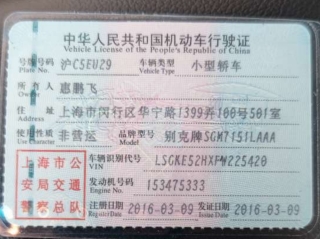 中华人民共和国机动车行驶证
Vehicle License of the People's Republic of China
号牌号码 沪C5EU29 车辆类型 小型轿车
Plate No. Vehicle Type
所有人 惠鹏飞
Owner
住址 上海市闵行区华宁路1399弄100号501室
Address
使用性质 非营运 品牌型号 别克牌SGM7151LAAA
Use Character Model
上海市公安局交通警察总队
车辆识别代号 LSGKE52HXFW225420
VIN
发动机号码 153475333
Engine No.
注册日期 2016-03-09 发证日期 2016-03-09
Register Date Issue Date